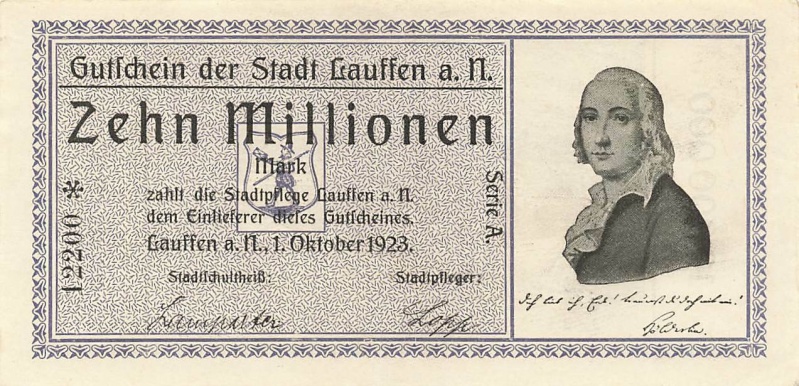 Gutschein der Stadt Lauffen a. N.
Zehn Millionen
Mark
zahlt die Stadtpflege Lauffen a. N.
dem Einlieferer dieses Gutscheines.
Lauffen a. N., 1. Oktober 1923.
Stadtschultheiß: Stadtpfleger:
Lopp
12200 *
Serie A.